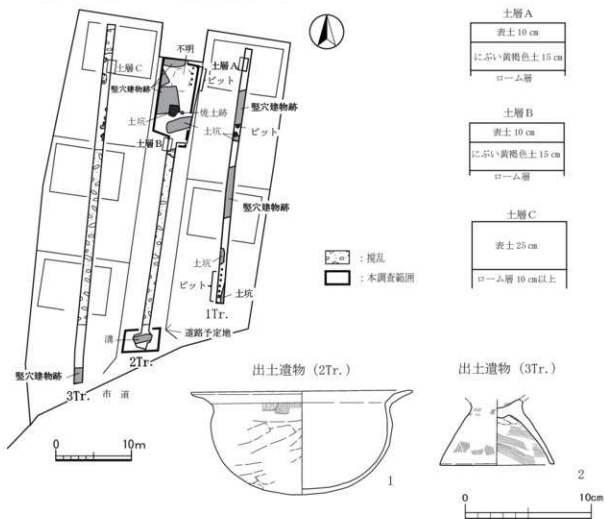 不明
土層C
竪穴建物跡
土坑
土層B
焼土跡
土坑
土層A
ピット
竪穴建物跡
ピット
竪穴建物跡
土坑
ピット
土坑
1Tr.
道路予定地
溝
2Tr.
竪穴建物跡
3Tr.
市道
0 10m
：撹乱
：本調査範囲
土層A
表土 10 cm
にぶい黄褐色土 15 cm
ローム層
土層B
表土 10 cm
にぶい黄褐色土 15 cm
ローム層
土層C
表土 25 cm
ローム層 10 cm以上
出土遺物（2Tr.）
1
出土遺物（3Tr.）
2
0 10cm